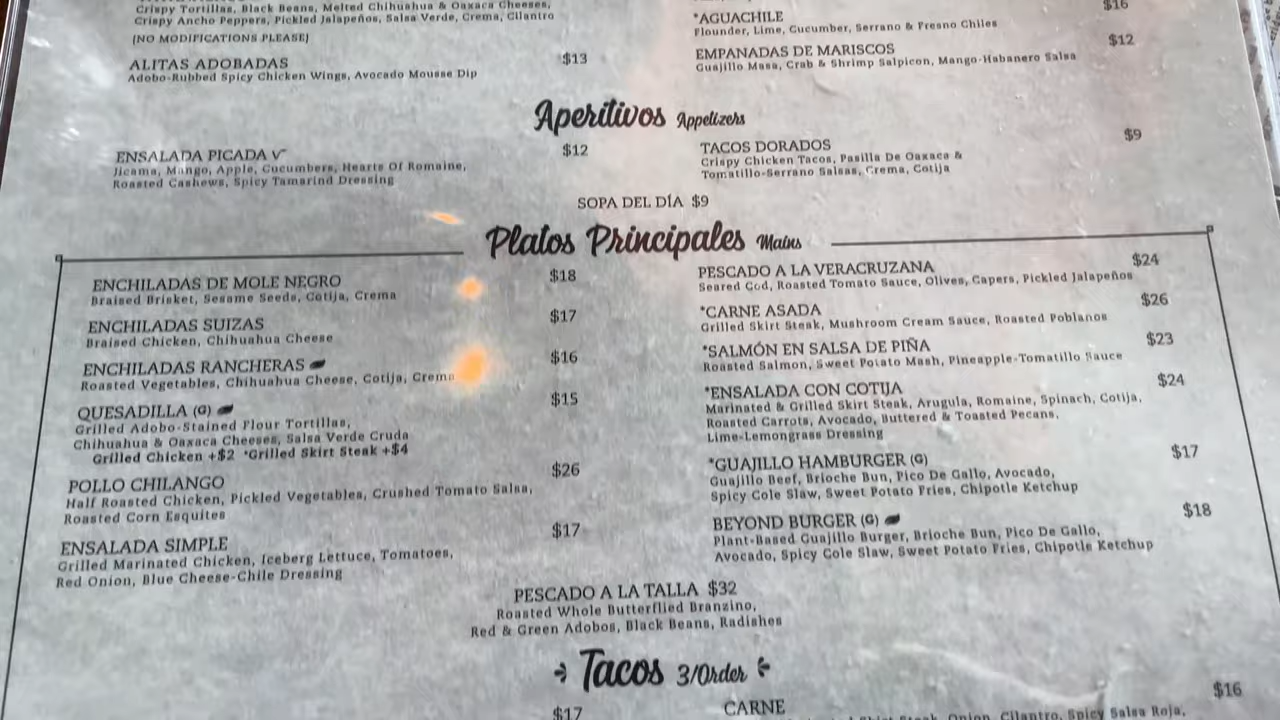 Crispy Tortillas, Black Beans, Melted Chihuahua & Oaxaca Cheeses,
Crispy Ancho Peppers, Pickled Jalapeños, Salsa Verde, Crema, Cilantro
[NO MODIFICATIONS PLEASE]
ALITAS ADOBADAS $13
Adobo-Rubbed Spicy Chicken Wings, Avocado Mousse Dip
*AGUACHILE $16
Flounder, Lime, Cucumber, Serrano & Fresno Chiles
EMPANADAS DE MARISCOS $12
Guajillo Masa, Crab & Shrimp Salpicon, Mango-Habanero Salsa
Aperitivos Appetizers
ENSALADA PICADA V $12
Jicama, Mango, Apple, Cucumbers, Hearts Of Romaine,
Roasted Cashews, Spicy Tamarind Dressing
TACOS DORADOS $9
Crispy Chicken Tacos, Pasilla De Oaxaca &
Tomatillo-Serrano Salsas, Crema, Cotija
SOPA DEL DÍA $9
Platos Principales Mains
ENCHILADAS DE MOLE NEGRO $18
Braised Brisket, Sesame Seeds, Cotija, Crema
ENCHILADAS SUIZAS $17
Braised Chicken, Chihuahua Cheese
ENCHILADAS RANCHERAS $16
Roasted Vegetables, Chihuahua Cheese, Cotija, Crema
QUESADILLA (G) $15
Grilled Adobo-Stained Flour Tortillas,
Chihuahua & Oaxaca Cheeses, Salsa Verde Cruda
Grilled Chicken +$2 *Grilled Skirt Steak +$4
POLLO CHILANGO $26
Half Roasted Chicken, Pickled Vegetables, Crushed Tomato Salsa,
Roasted Corn Esquites
ENSALADA SIMPLE $17
Grilled Marinated Chicken, Iceberg Lettuce, Tomatoes,
Red Onion, Blue Cheese-Chile Dressing
PESCADO A LA VERACRUZANA $24
Seared Cod, Roasted Tomato Sauce, Olives, Capers, Pickled Jalapeños
*CARNE ASADA $26
Grilled Skirt Steak, Mushroom Cream Sauce, Roasted Poblanos
*SALMÓN EN SALSA DE PIÑA $23
Roasted Salmon, Sweet Potato Mash, Pineapple-Tomatillo Sauce
*ENSALADA CON COTIJA $24
Marinated & Grilled Skirt Steak, Arugula, Romaine, Spinach, Cotija,
Roasted Carrots, Avocado, Buttered & Toasted Pecans,
Lime-Lemongrass Dressing
*GUAJILLO HAMBURGER (G) $17
Guajillo Beef, Brioche Bun, Pico De Gallo, Avocado,
Spicy Cole Slaw, Sweet Potato Fries, Chipotle Ketchup
BEYOND BURGER (G) $18
Plant-Based Guajillo Burger, Brioche Bun, Pico De Gallo,
Avocado, Spicy Cole Slaw, Sweet Potato Fries, Chipotle Ketchup
PESCADO A LA TALLA $32
Roasted Whole Butterflied Branzino,
Red & Green Adobos, Black Beans, Radishes
Tacos 3/Order
$17
CARNE $16
Skirt Steak, Onion, Cilantro, Spicy Salsa Roja,